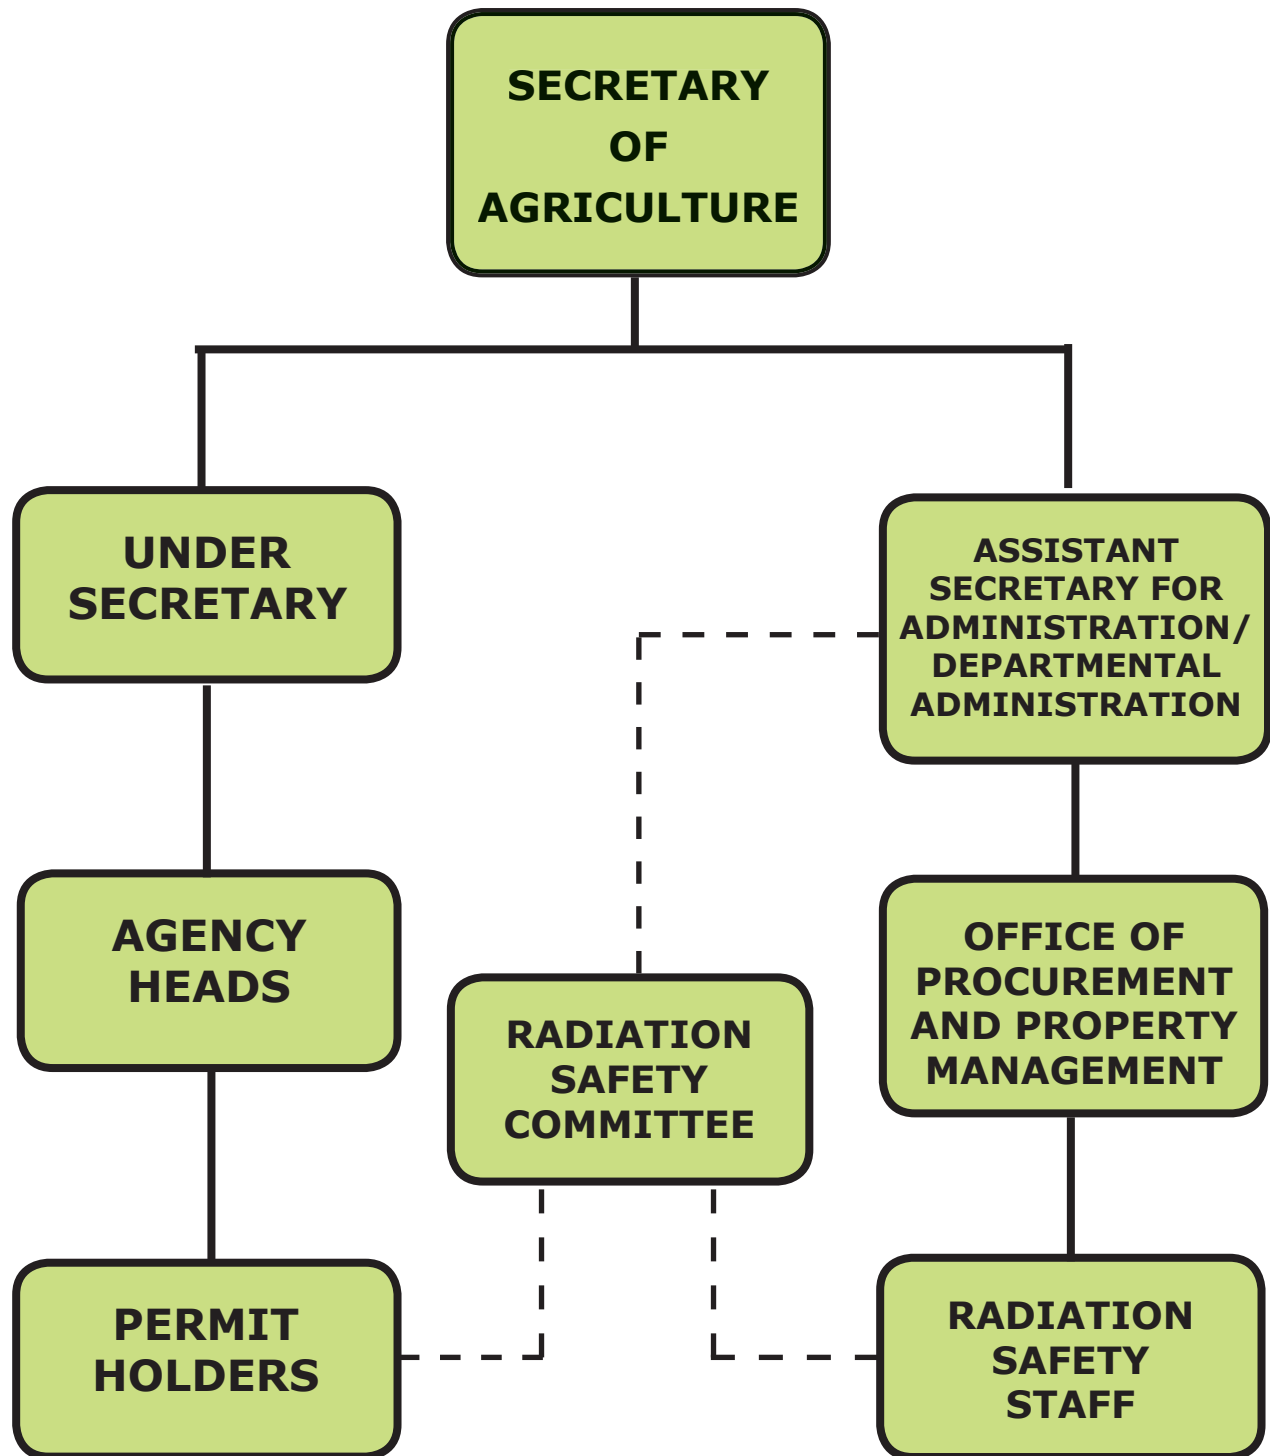 SECRETARY
OF
AGRICULTURE
UNDER
SECRETARY
ASSISTANT
SECRETARY FOR
ADMINISTRATION/
DEPARTMENTAL
ADMINISTRATION
AGENCY
HEADS
OFFICE OF
PROCUREMENT
AND PROPERTY
MANAGEMENT
RADIATION
SAFETY
COMMITTEE
PERMIT
HOLDERS
RADIATION
SAFETY
STAFF